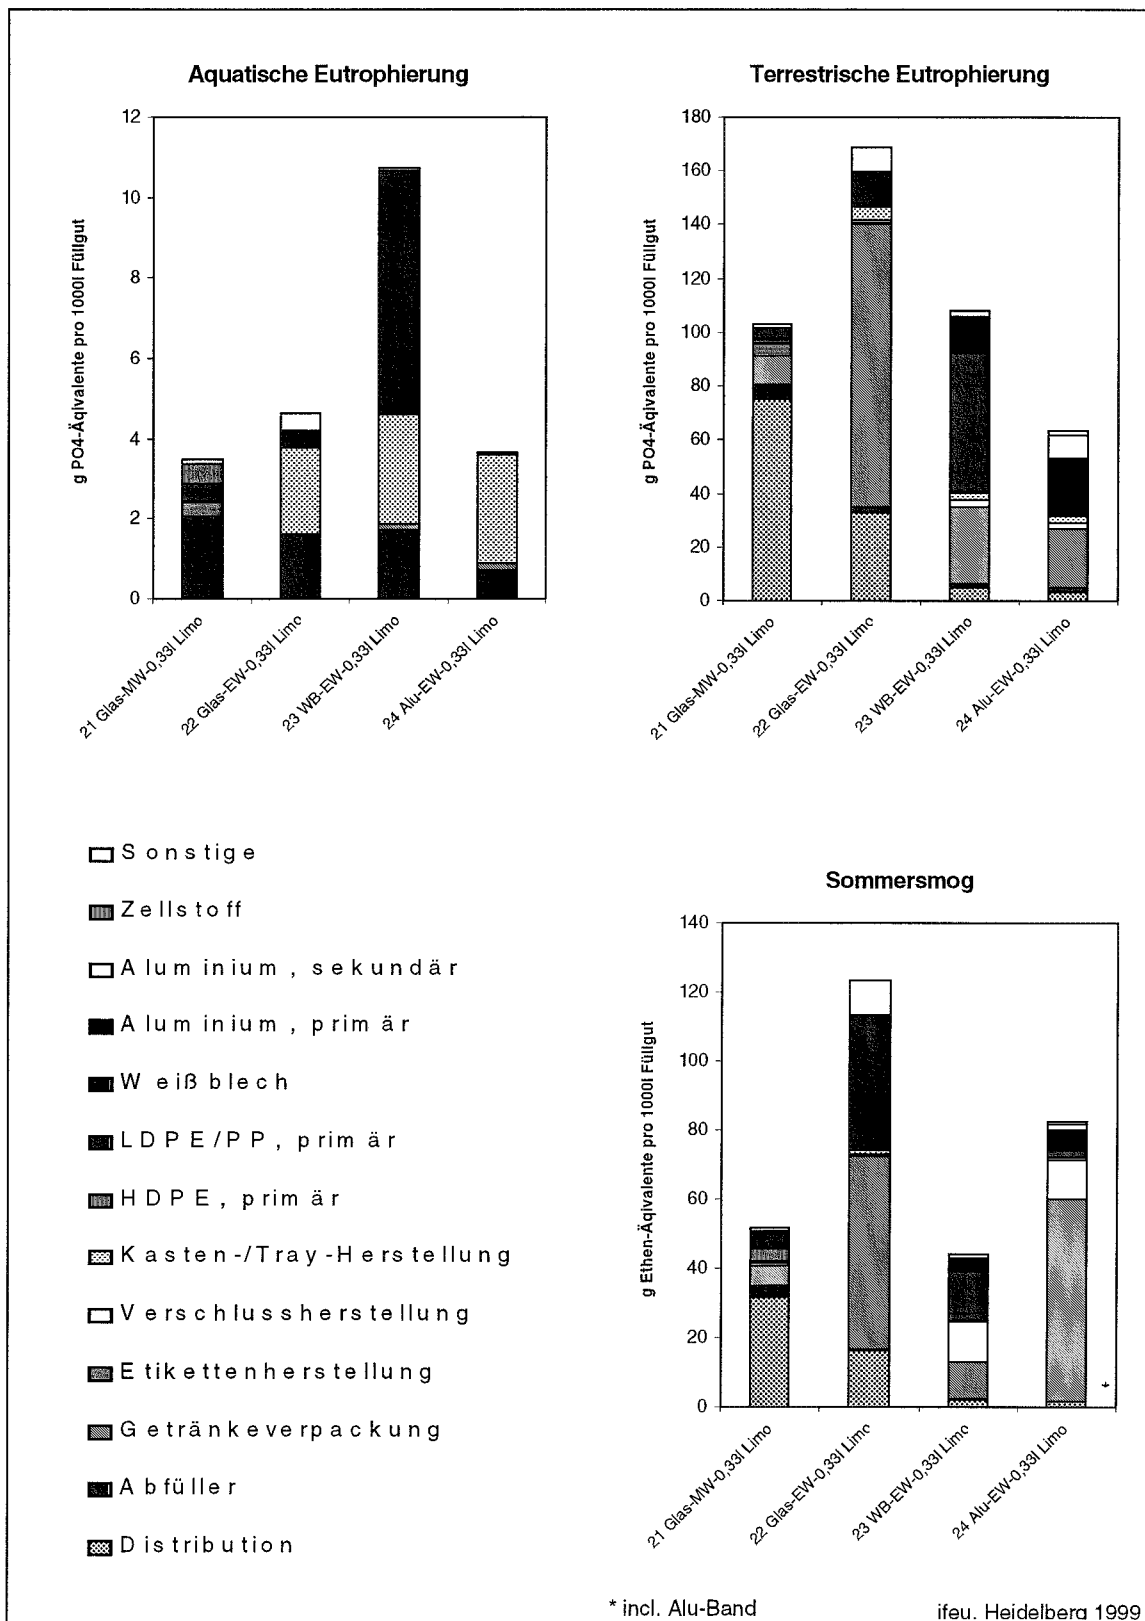 Aquatische Eutrophierung
g PO4-Äqivalente pro 1000l Füllgut
12
10
8
6
4
2
0
21 Glas-MW-0,33l Limo
22 Glas-EW-0,33l Limo
23 WB-EW-0,33l Limo
24 Alu-EW-0,33l Limo
Terrestrische Eutrophierung
g PO4-Äqivalente pro 1000l Füllgut
180
160
140
120
100
80
60
40
20
0
21 Glas-MW-0,33l Limo
22 Glas-EW-0,33l Limo
23 WB-EW-0,33l Limo
24 Alu-EW-0,33l Limo
Sonstige
Zellstoff
Aluminium, sekundär
Aluminium, primär
Weißblech
LDPE/PP, primär
HDPE, primär
Kasten-/Tray-Herstellung
Verschlussherstellung
Etikettenherstellung
Getränkeverpackung
Abfüller
Distribution
Sommersmog
g Ethen-Äqivalente pro 1000l Füllgut
140
120
100
80
60
40
20
0
*
21 Glas-MW-0,33l Limo
22 Glas-EW-0,33l Limo
23 WB-EW-0,33l Limo
24 Alu-EW-0,33l Limo
* incl. Alu-Band
ifeu. Heidelberg 1999